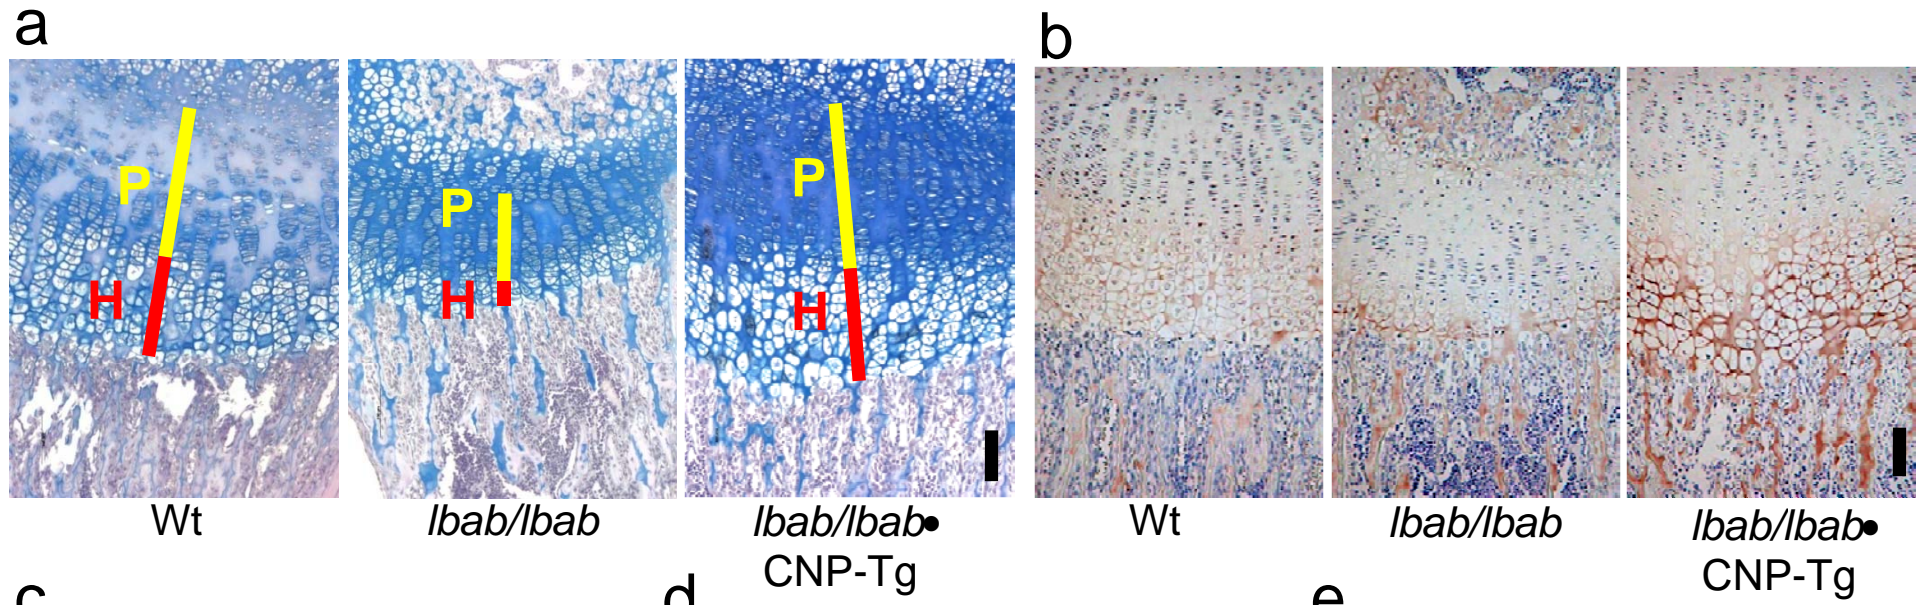 a
b
P
H
P
H
P
H
Wt
lbab/lbab
lbab/lbab•
CNP-Tg
Wt
lbab/lbab
lbab/lbab•
CNP-Tg
c
d
e